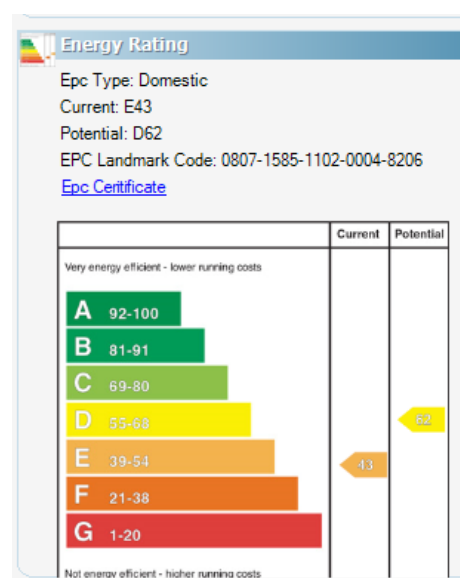 Energy Rating
Epc Type: Domestic
Current: E43
Potential: D62
EPC Landmark Code: 0807-1585-1102-0004-8206
Epc Ceritificate
Current Potential
Very energy efficient - lower running costs
A 92-100
B 81-91
C 69-80
D 55-68
62
E 39-54
43
F 21-38
G 1-20
Not energy efficient - higher running costs